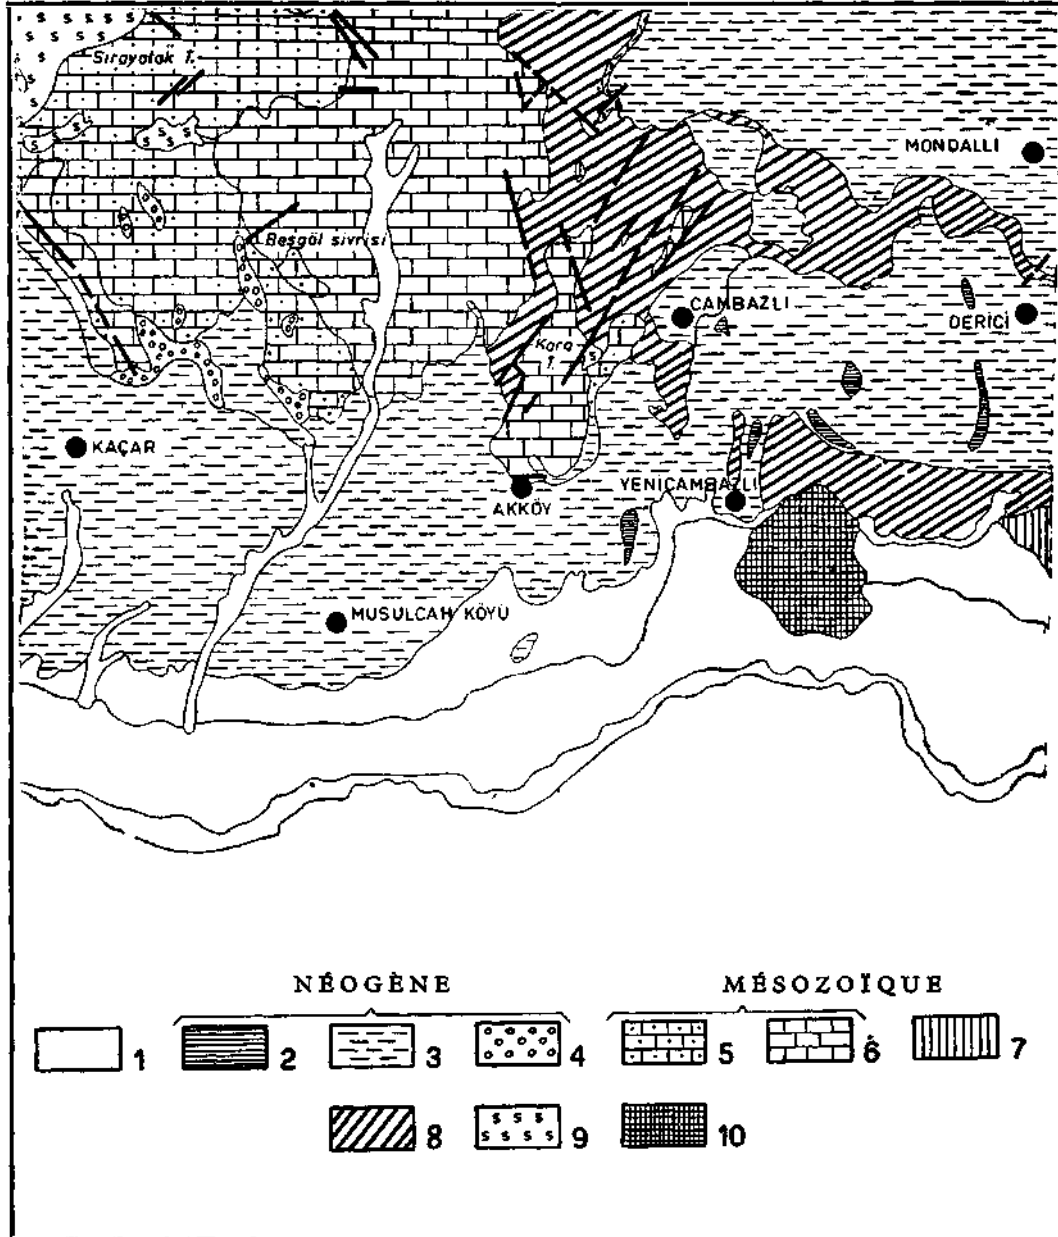 Sırayatak T.
MONDALLI
Beşgöl sivrisi
CAMBAZLI
DERİCİ
Kara
T.
KAÇAR
YENİCAMBAZLI
AKKÖY
MUSULCAH KÖYÜ
NÉOGÈNE
MÉSOZOÏQUE
1
2
3
4
5
6
7
S S S
S S S S
8
9
10